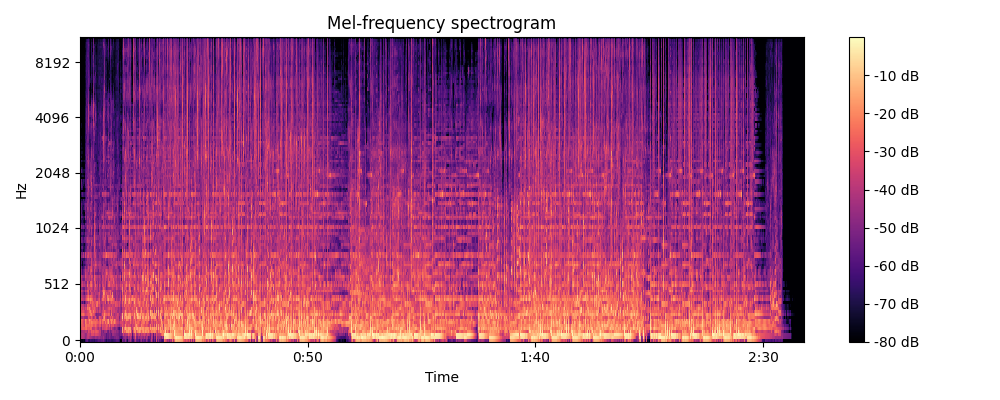 Mel-frequency spectrogram
8192
4096
2048
1024
512
0
Hz
0:00
0:50
1:40
2:30
Time
-10 dB
-20 dB
-30 dB
-40 dB
-50 dB
-60 dB
-70 dB
-80 dB